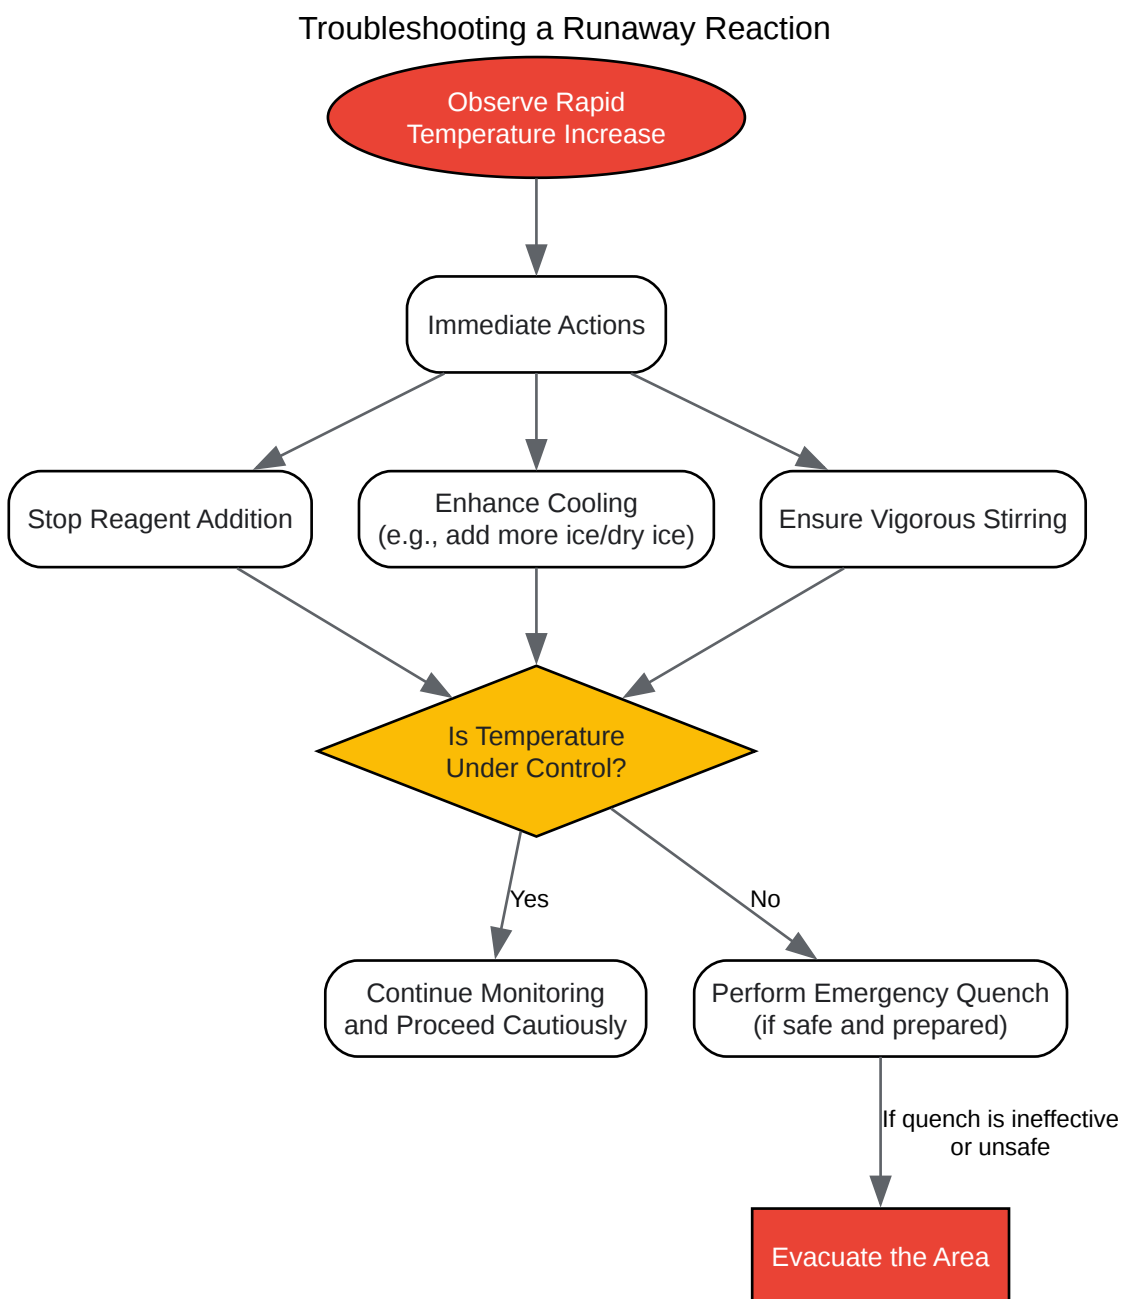 Troubleshooting a Runaway Reaction
Observe Rapid
Temperature Increase
Immediate Actions
Stop Reagent Addition
Enhance Cooling
(e.g., add more ice/dry ice)
Ensure Vigorous Stirring
Is Temperature
Under Control?
Yes
No
Continue Monitoring
and Proceed Cautiously
Perform Emergency Quench
(if safe and prepared)
If quench is ineffective
or unsafe
Evacuate the Area